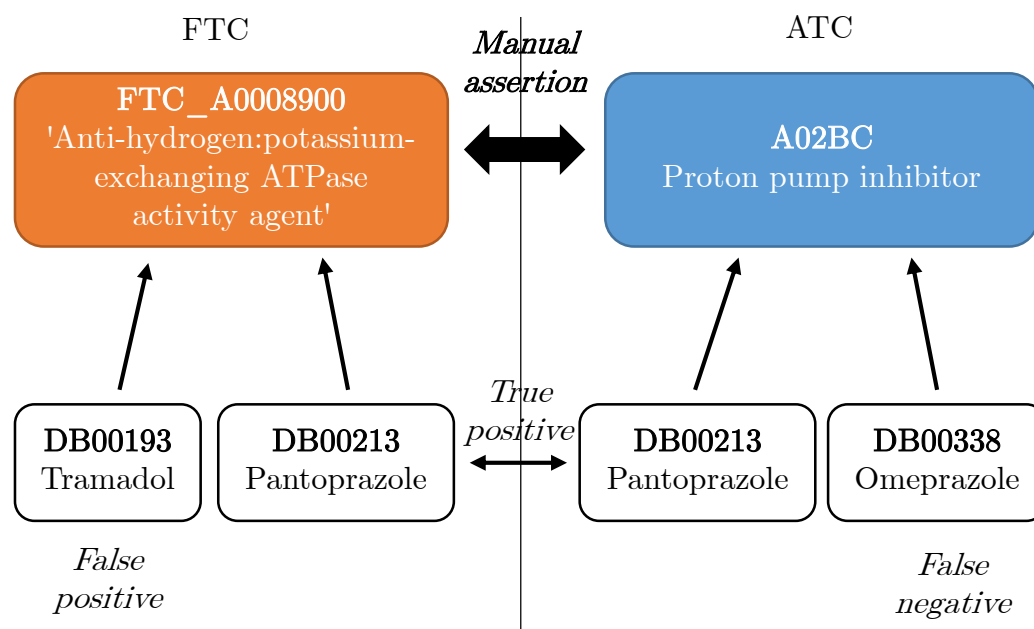 FTC
ATC
Manual
assertion
FTC_A0008900
'Anti-hydrogen:potassium-
exchanging ATPase
activity agent'
A02BC
Proton pump inhibitor
True
positive
DB00193
Tramadol
DB00213
Pantoprazole
DB00213
Pantoprazole
DB00338
Omeprazole
False
positive
False
negative